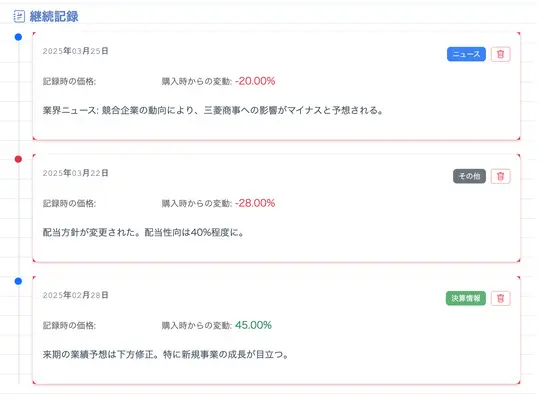 継続記録
2025年03月25日 ニュース
記録時の価格: 購入時からの変動: -20.00%
業界ニュース: 競合企業の動向により、三菱商事への影響がマイナスと予想される。
2025年03月22日 その他
記録時の価格: 購入時からの変動: -28.00%
配当方針が変更された。配当性向は40%程度に。
2025年02月28日 決算情報
記録時の価格: 購入時からの変動: 45.00%
来期の業績予想は下方修正。特に新規事業の成長が目立つ。